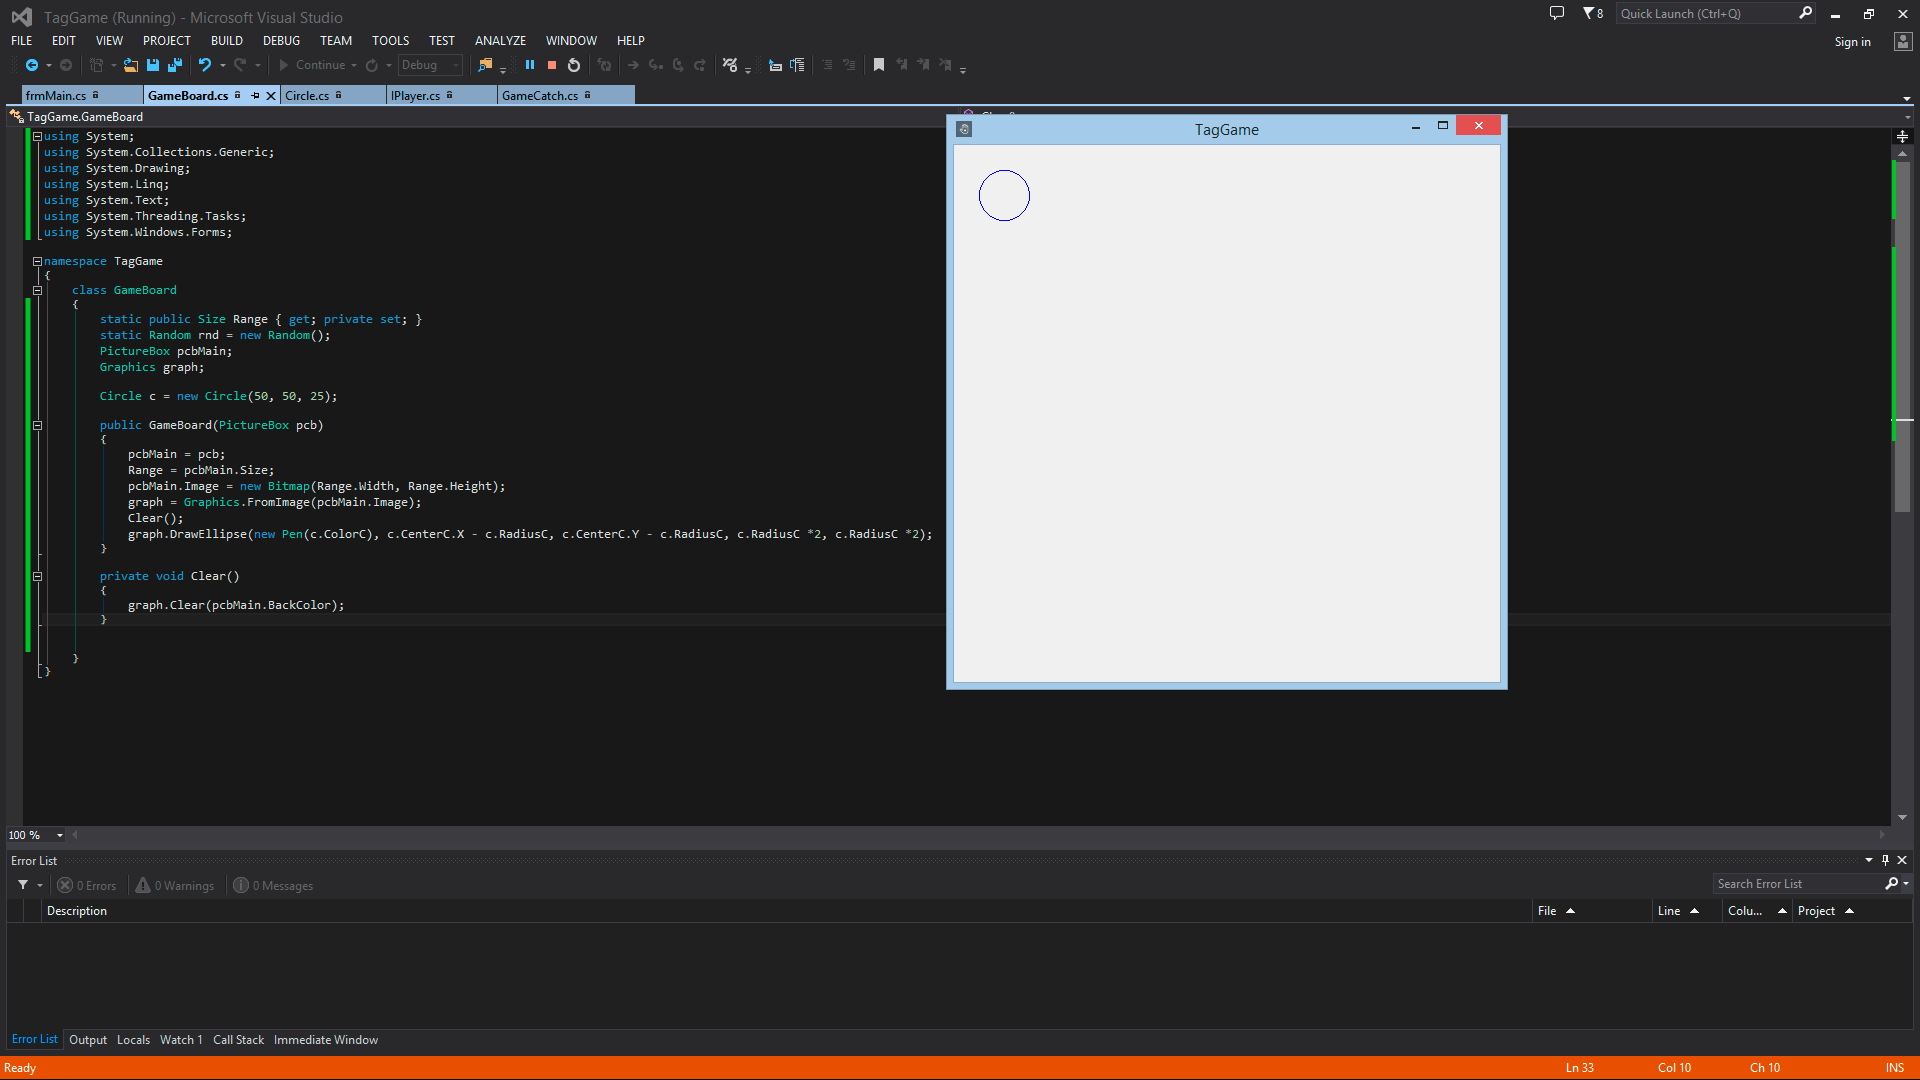 TagGame (Running) - Microsoft Visual Studio
8
Quick Launch (Ctrl+Q)
FILE EDIT VIEW PROJECT BUILD DEBUG TEAM TOOLS TEST ANALYZE WINDOW HELP
Sign in
Continue
Debug
frmMain.cs GameBoard.cs Circle.cs IPlayer.cs GameCatch.cs
TagGame.GameBoard
using System;
using System.Collections.Generic;
using System.Drawing;
using System.Linq;
using System.Text;
using System.Threading.Tasks;
using System.Windows.Forms;
namespace TagGame
{
class GameBoard
{
static public Size Range { get; private set; }
static Random rnd = new Random();
PictureBox pcbMain;
Graphics graph;
Circle c = new Circle(50, 50, 25);
public GameBoard(PictureBox pcb)
{
pcbMain = pcb;
Range = pcbMain.Size;
pcbMain.Image = new Bitmap(Range.Width, Range.Height);
graph = Graphics.FromImage(pcbMain.Image);
Clear();
graph.DrawEllipse(new Pen(c.ColorC), c.CenterC.X - c.RadiusC, c.CenterC.Y - c.RadiusC, c.RadiusC *2, c.RadiusC *2);
}
private void Clear()
{
graph.Clear(pcbMain.BackColor);
}
}
}
TagGame
100 %
Error List
0 Errors 0 Warnings 0 Messages
Search Error List
Description File Line Colu... Project
Error List Output Locals Watch 1 Call Stack Immediate Window
Ready Ln 33 Col 10 Ch 10 INS